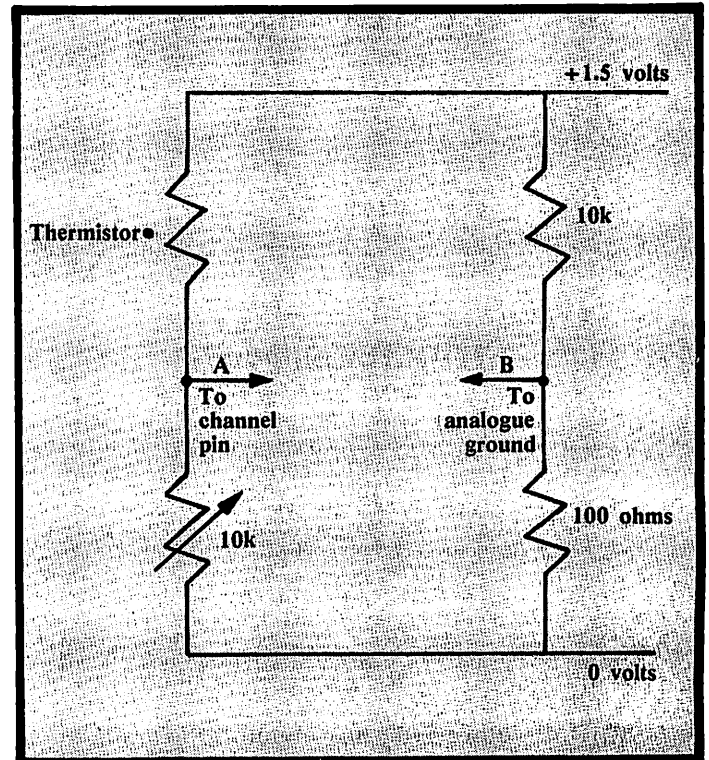 +1.5 volts
10k
Thermistor
A
To
channel
pin
B
To
analogue
ground
10k
100 ohms
0 volts